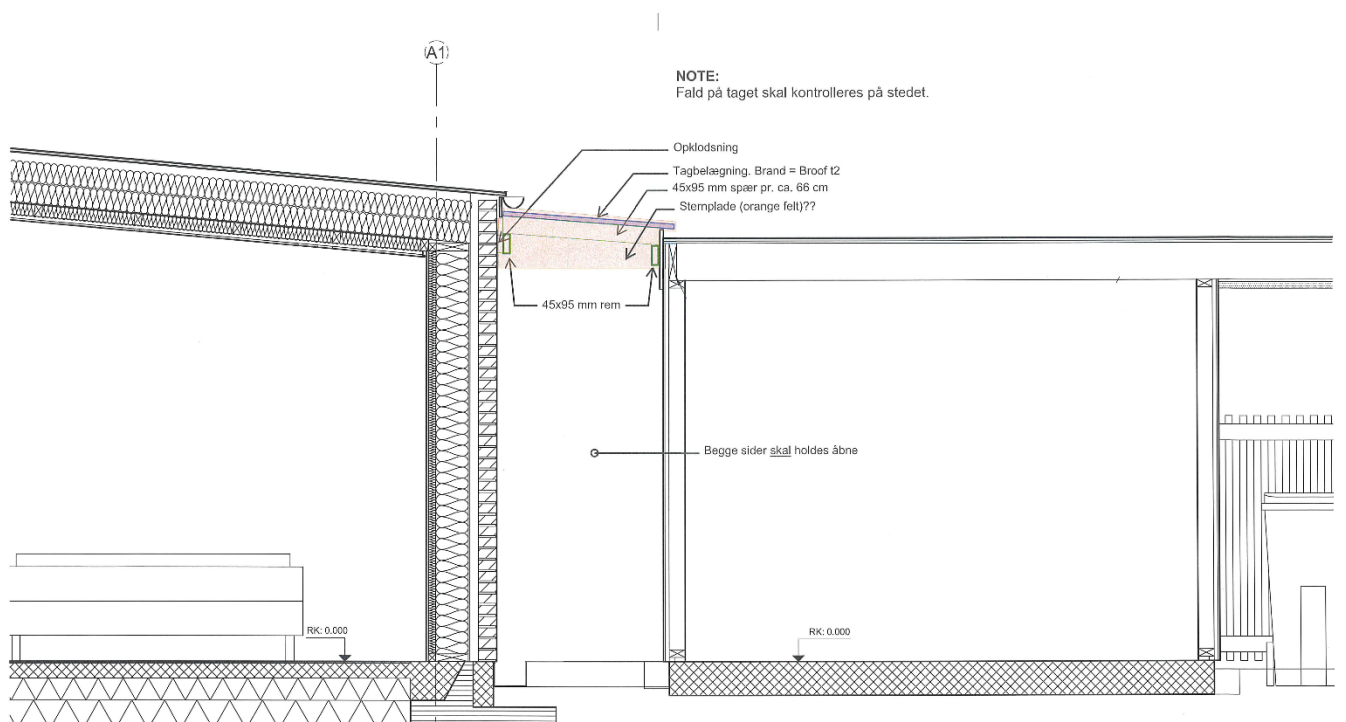 A1
NOTE:
Fald på taget skal kontrolleres på stedet.
Opklodsning
Tagbelægning. Brand = Broof t2
45x95 mm spær pr. ca. 66 cm
Sternplade (orange felt)??
45x95 mm rem
Begge sider skal holdes åbne
RK: 0.000
RK: 0.000